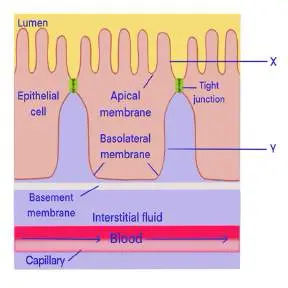 Lumen
X
Epithelial
cell
Apical
membrane
Tight
junction
Basolateral
membrane
Y
Basement
membrane
Interstitial fluid
Blood
Capillary